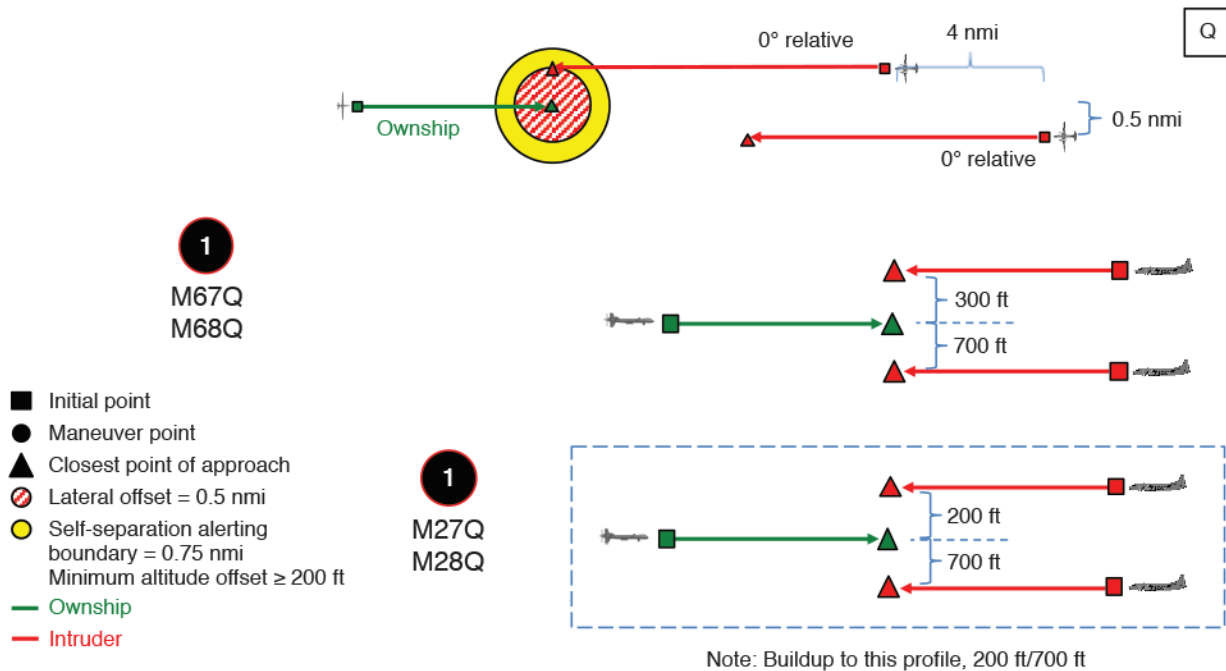 Q
0° relative
4 nmi
Ownship
0.5 nmi
0° relative
1
M67Q
M68Q
300 ft
700 ft
Initial point
Maneuver point
Closest point of approach
Lateral offset = 0.5 nmi
Self-separation alerting
boundary = 0.75 nmi
Minimum altitude offset ≥ 200 ft
Ownship
Intruder
1
M27Q
M28Q
200 ft
700 ft
Note: Buildup to this profile, 200 ft/700 ft